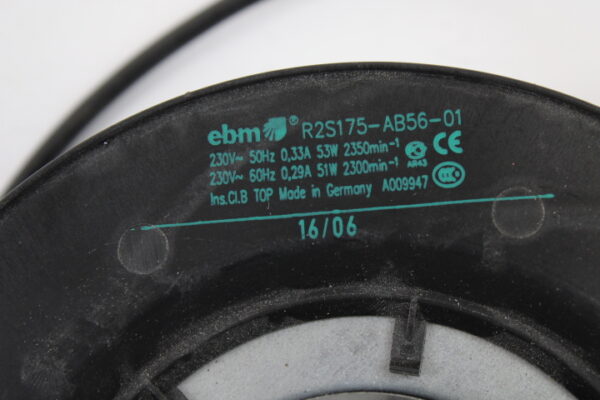 ebm® R2S175-AB56-01
230V~ 50Hz 0,33A 53W 2350min⁻¹ CE
230V~ 60Hz 0,29A 51W 2300min⁻¹
Ins.Cl.B TOP Made in Germany A009947
16/06